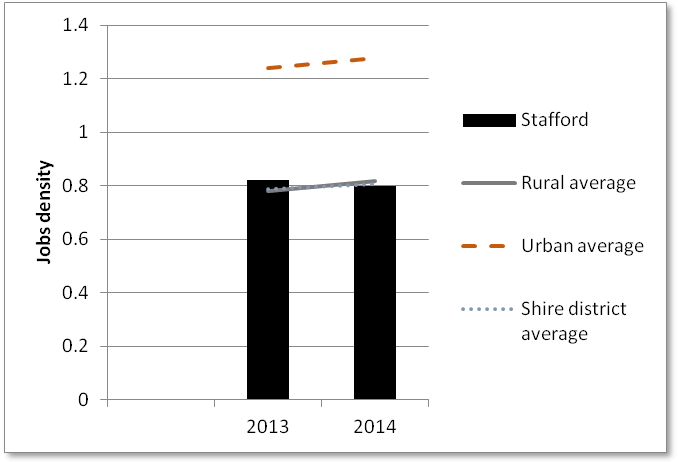 1.4
1.2
1
0.8
0.6
0.4
0.2
0
Jobs density
2013
2014
Stafford
Rural average
Urban average
Shire district
average